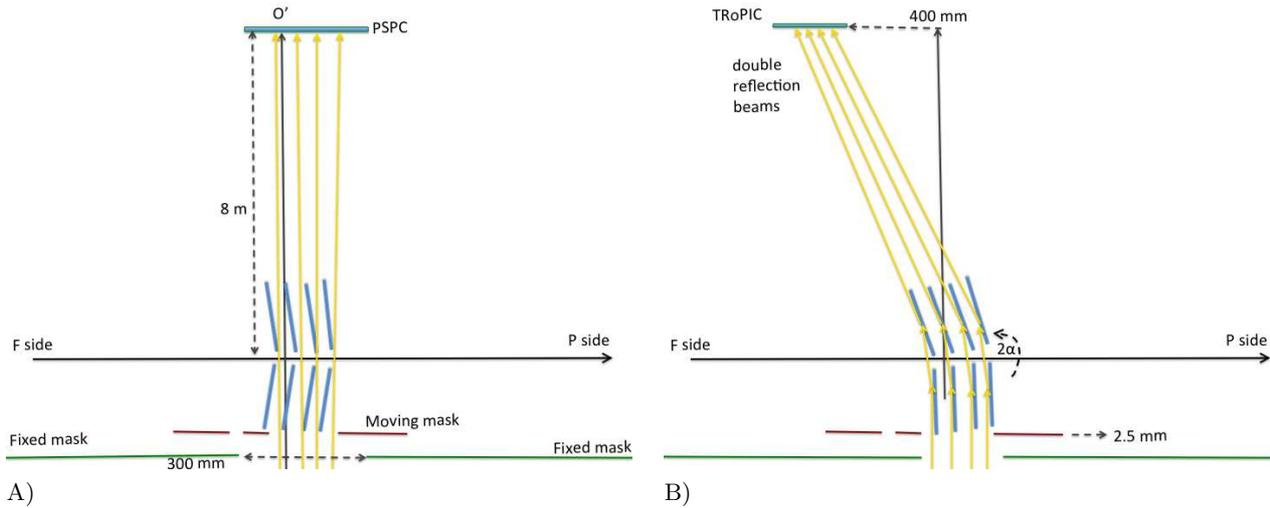 O’
PSPC
8 m
F side
P side
Moving mask
Fixed mask
Fixed mask
300 mm
A)
TRoPIC
400 mm
double
reflection
beams
F side
P side
2α
2.5 mm
B)